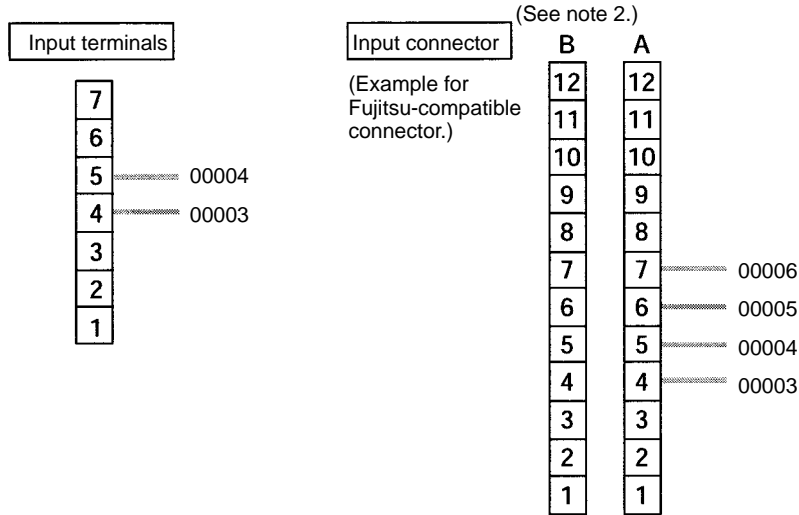 (See note 2.)
Input terminals
Input connector
B A
(Example for
Fujitsu-compatible
connector.)
7
6
5 00004
4 00003
3
2
1
12 12
11 11
10 10
9 9
8 8
7 7 00006
6 6 00005
5 5 00004
4 4 00003
3 3
2 2
1 1